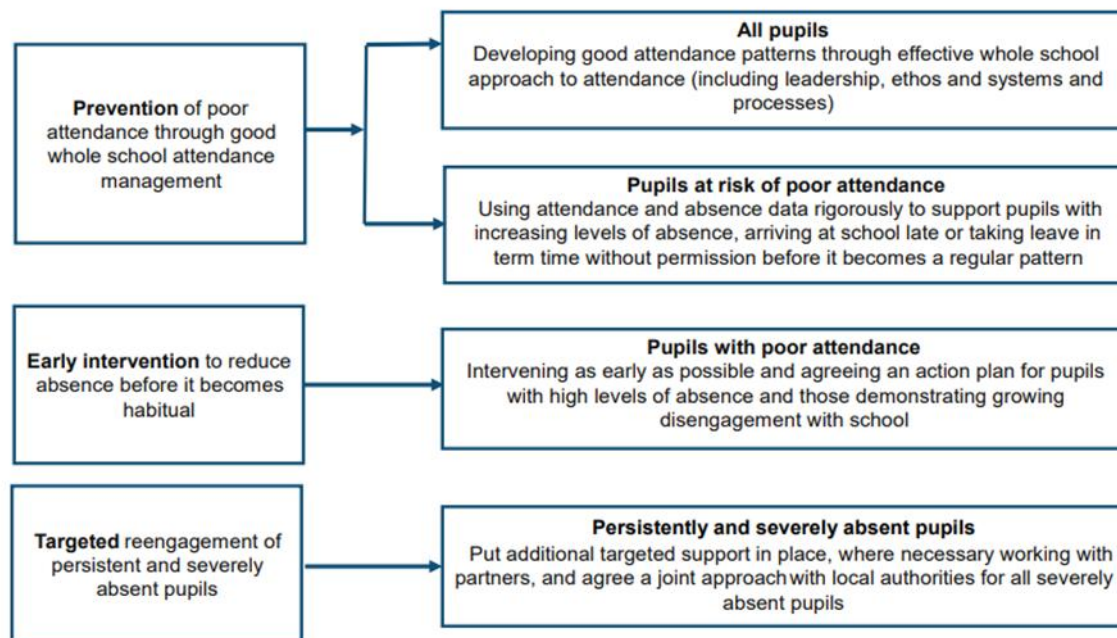 Prevention of poor
attendance through good
whole school attendance
management
All pupils
Developing good attendance patterns through effective whole school
approach to attendance (including leadership, ethos and systems and
processes)
Pupils at risk of poor attendance
Using attendance and absence data rigorously to support pupils with
increasing levels of absence, arriving at school late or taking leave in
term time without permission before it becomes a regular pattern
Early intervention to reduce
absence before it becomes
habitual
Pupils with poor attendance
Intervening as early as possible and agreeing an action plan for pupils
with high levels of absence and those demonstrating growing
disengagement with school
Targeted reengagement of
persistent and severely
absent pupils
Persistently and severely absent pupils
Put additional targeted support in place, where necessary working with
partners, and agree a joint approach with local authorities for all severely
absent pupils